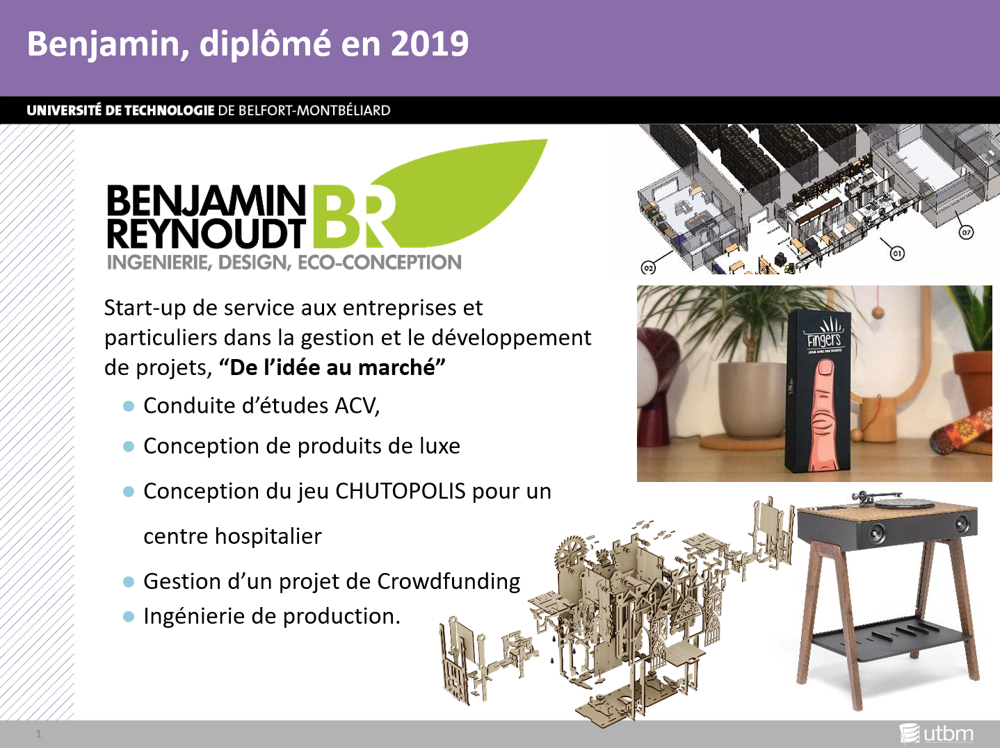 Benjamin, diplômé en 2019
UNIVERSITÉ DE TECHNOLOGIE DE BELFORT-MONTBÉLIARD
BENJAMIN BR
REYNOUDT
INGENIERIE, DESIGN, ECO-CONCEPTION
02
01
07
Start-up de service aux entreprises et
particuliers dans la gestion et le développement
de projets, “De l’idée au marché”
Conduite d’études ACV,
Conception de produits de luxe
Conception du jeu CHUTOPOLIS pour un
centre hospitalier
Gestion d’un projet de Crowdfunding
Ingénierie de production.
Fingers
JOUE AVEC DES DOIGTS
1
utbm